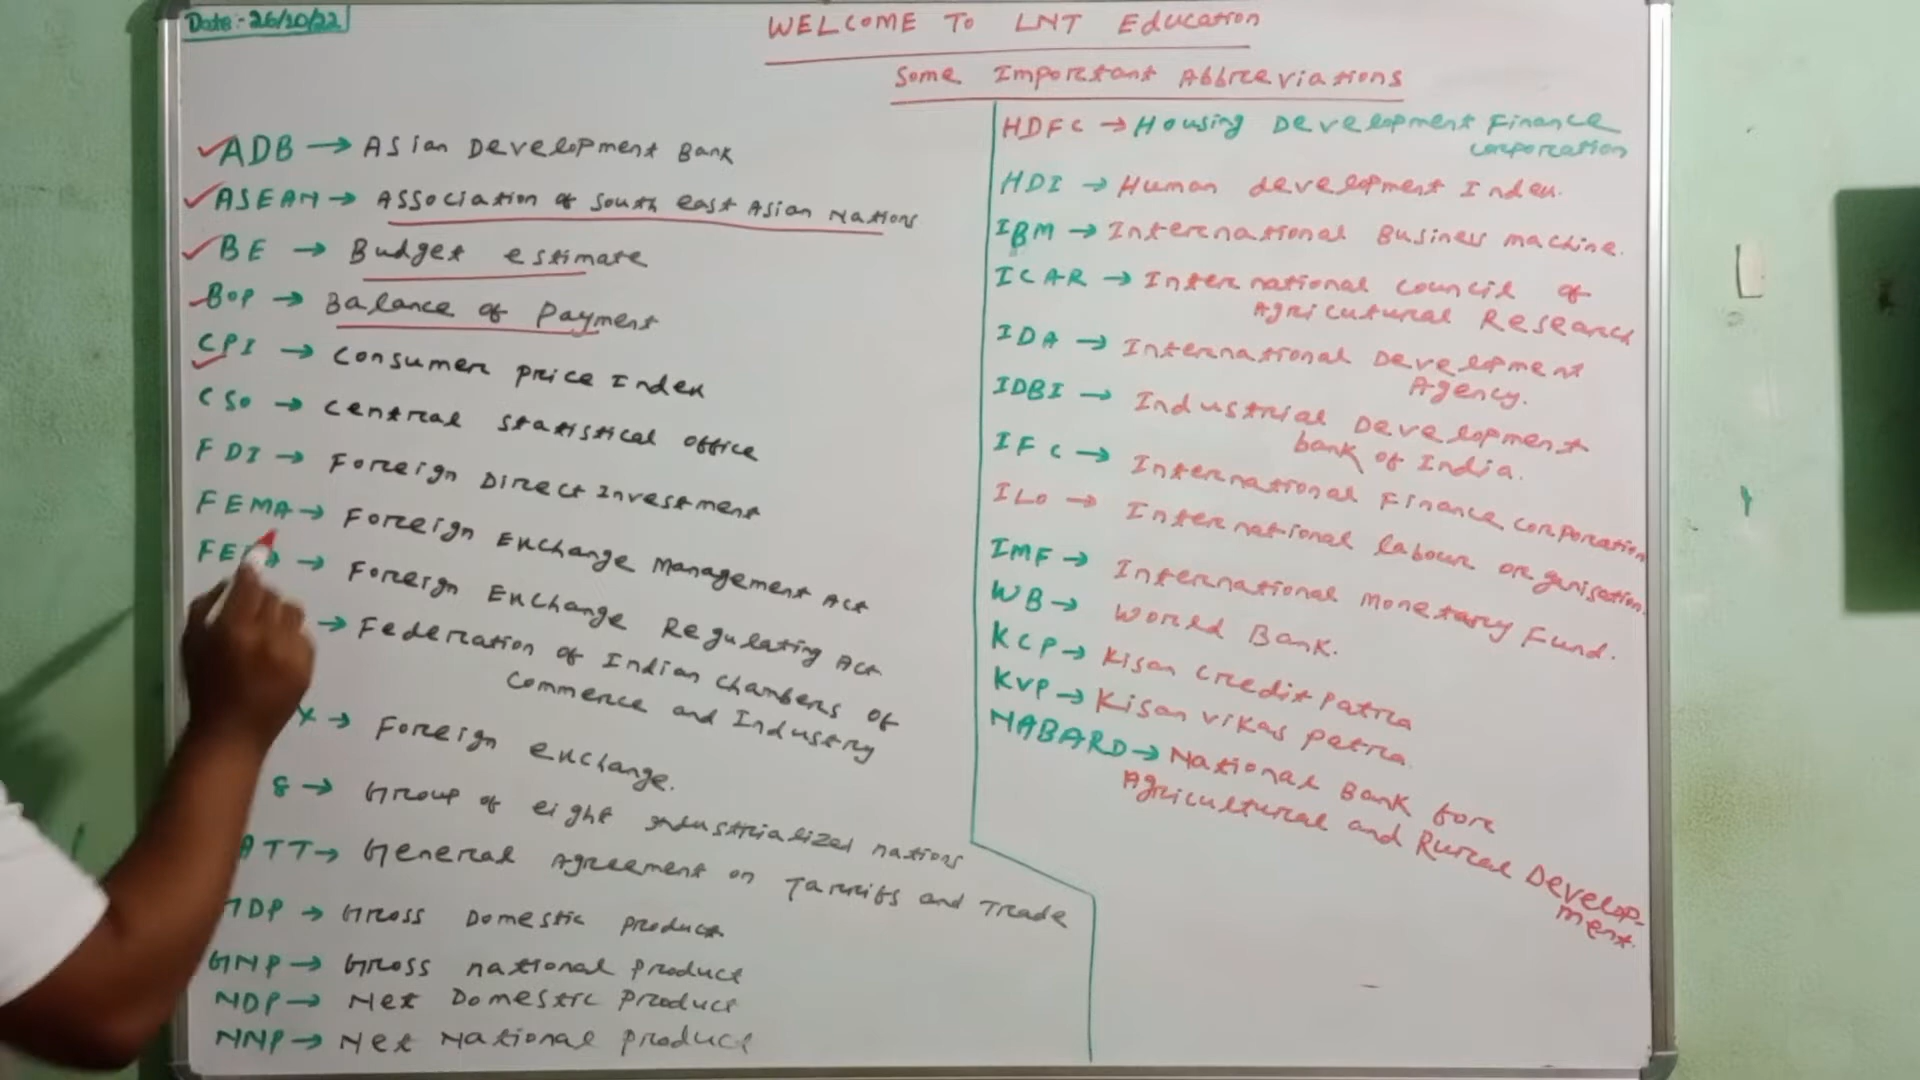 Date:- 26/10/22
WELCOME TO LNT Education
Some Important Abbreviations
ADB → Asian Development Bank
ASEAN → Association of South east Asian Nations
BE → Budget estimate
BOP → Balance of Payment
CPI → Consumer price Index
CSO → Central Statistical office
FDI → Foreign Direct Investment
FEMA → Foreign Exchange Management Act
FE → Foreign Exchange Regulating Act
→ Federation of Indian Chambers of
Commerce and Industry
X → Foreign exchange.
8 → Group of eight industrialized nations
ATT → General Agreement on Tarrifs and Trade
GDP → Gross Domestic product
GNP → Gross national product
NDP → Net Domestic Product
NNP → Net National product
HDFC → Housing Development Finance
corporation
HDI → Human development Index.
IBM → International Business machine.
ICAR → International council of
Agricutural Research
IDA → International Development
Agency.
IDBI → Industrial Development
bank of India.
IFC → International Finance corporation
ILO → International labour organisation.
IMF → International monetary Fund.
WB → World Bank.
KCP → Kisan credit Patra
KVP → Kisan vikas patra.
NABARD → National Bank for
Agricultural and Rural Develop-
ment.